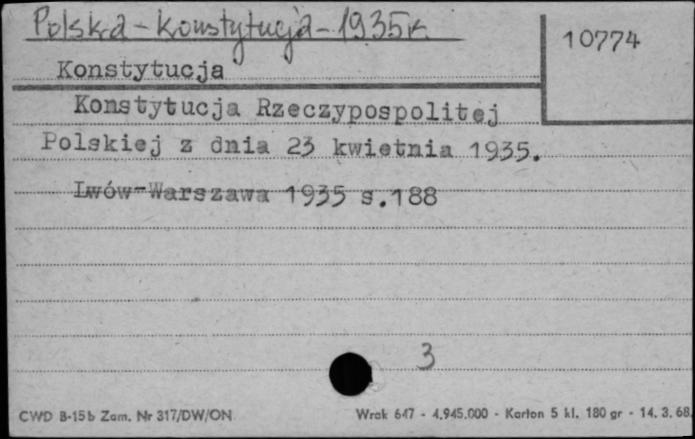 Polska - Konstytucja - 1935 r.
10774
Konstytucja
Konstytucja Rzeczypospolitej
Polskiej z dnia 23 kwietnia 1935.
Lwów-Warszawa 1935 s.188
3
CWD B-15b Zam. Nr 317/DW/ON
Wrak 647 - 4.945.000 - Karton 5 kl. 180 gr - 14. 3. 68.